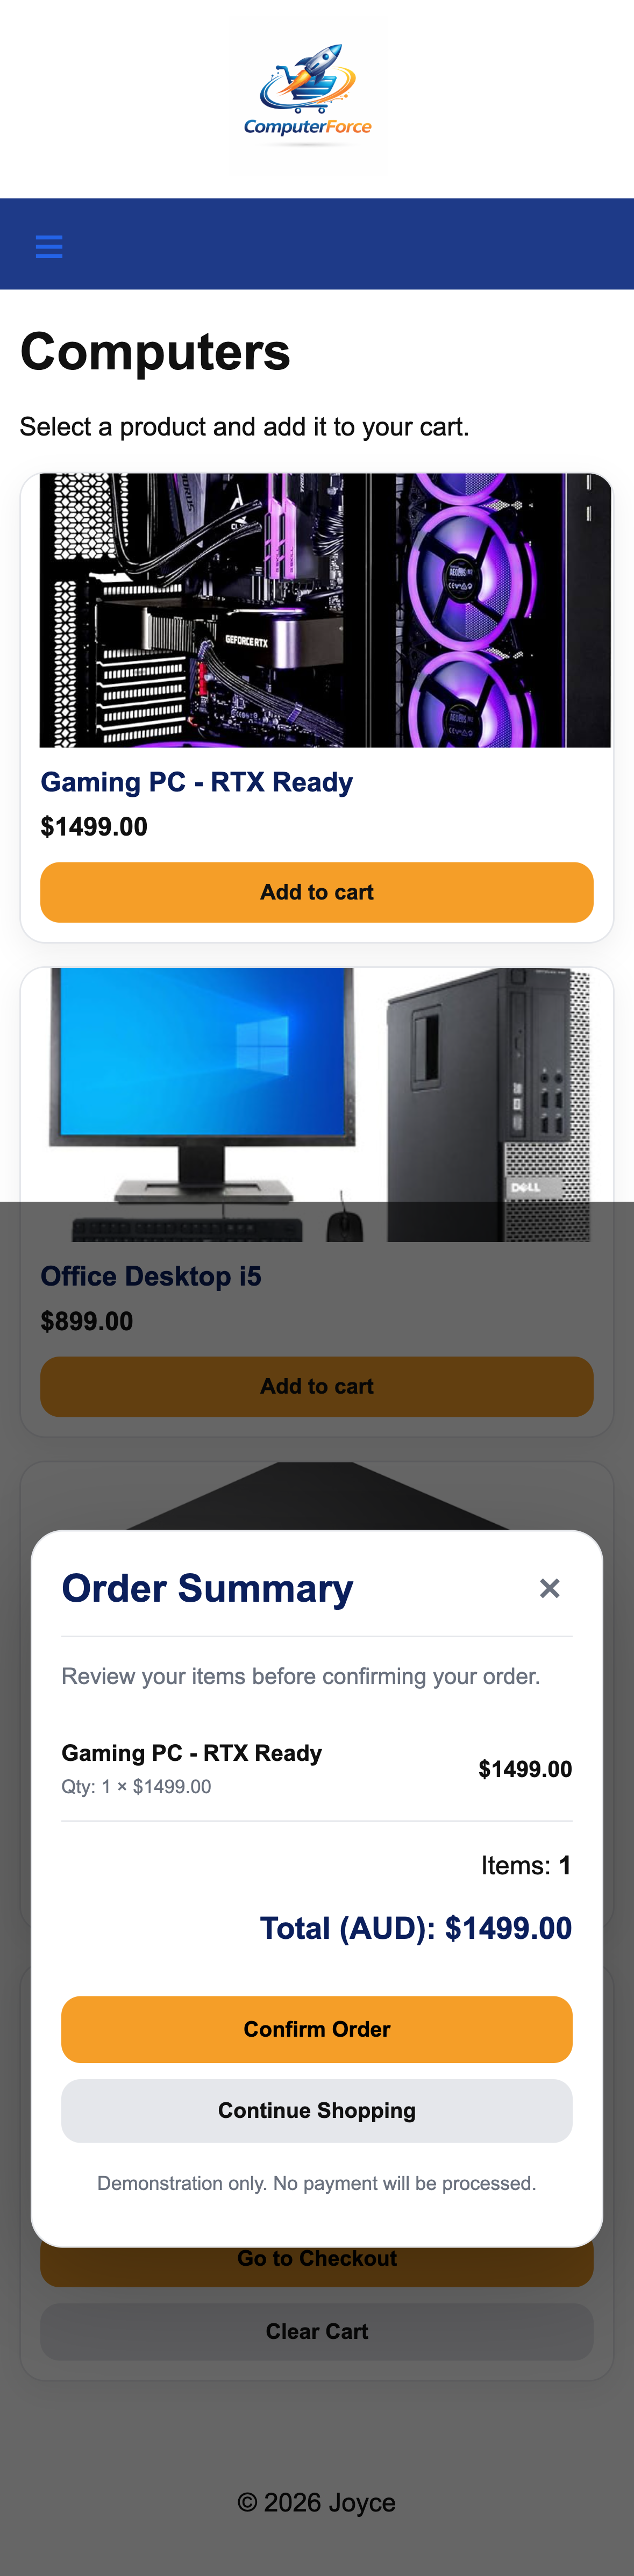 ComputerForce
Computers
Select a product and add it to your cart.
GEFORCE RTX
AEOLUS M2
Gaming PC - RTX Ready
$1499.00
Add to cart
DELL
Office Desktop i5
$899.00
Add to cart
Order Summary
×
Review your items before confirming your order.
Gaming PC - RTX Ready
$1499.00
Qty: 1 × $1499.00
Items: 1
Total (AUD): $1499.00
Confirm Order
Continue Shopping
Demonstration only. No payment will be processed.
Go to Checkout
Clear Cart
© 2026 Joyce